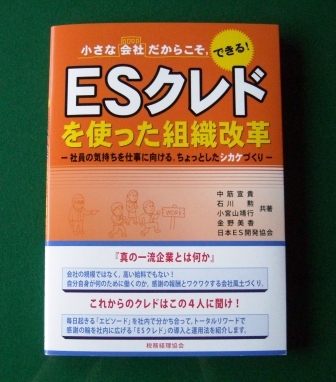 小さな会社だからこそ、できる！
ESクレド
を使った組織改革
－社員の気持ちを仕事に向ける、ちょっとしたシカケづくり－
中筋宣貴
石川勲
小宮山靖行
金野美香
日本ES開発協会
共著
『真の一流企業とは何か』
会社の規模ではなく、高い給料でもない！
自分自身が何のために働くのか、感謝の報酬とワクワクする会社風土づくり。
これからのクレドはこの4人に聞け！
毎日起きる「エピソード」を社内で分かち合って、トータルリワードで
感謝の輪を社内に広げる「ESクレド」の導入と運用法を紹介します。
税務経理協会